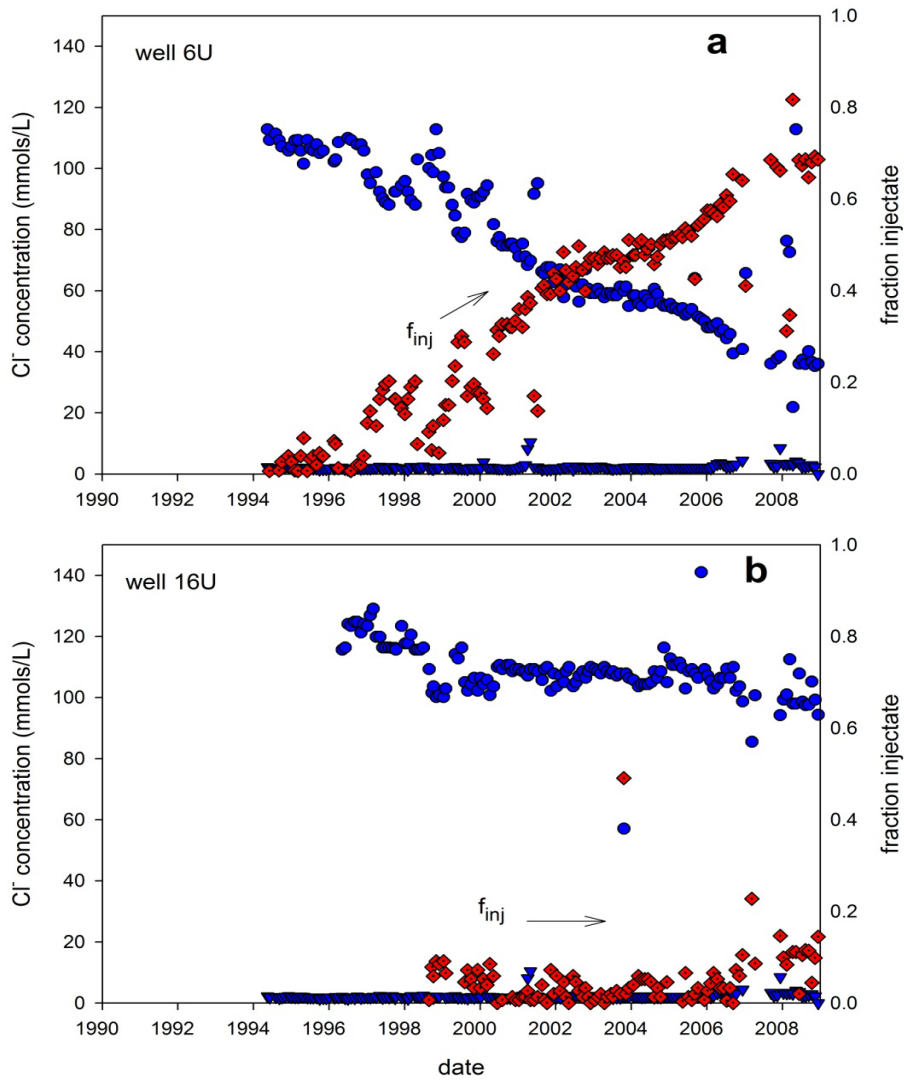 well 6U
a
Cl⁻ concentration (mmols/L)
140
120
100
80
60
40
20
0
f_inj
1.0
0.8
0.6
0.4
0.2
0.0
fraction injectate
1990 1992 1994 1996 1998 2000 2002 2004 2006 2008
well 16U
b
Cl⁻ concentration (mmols/L)
140
120
100
80
60
40
20
0
f_inj
1.0
0.8
0.6
0.4
0.2
0.0
fraction injectate
1990 1992 1994 1996 1998 2000 2002 2004 2006 2008
date